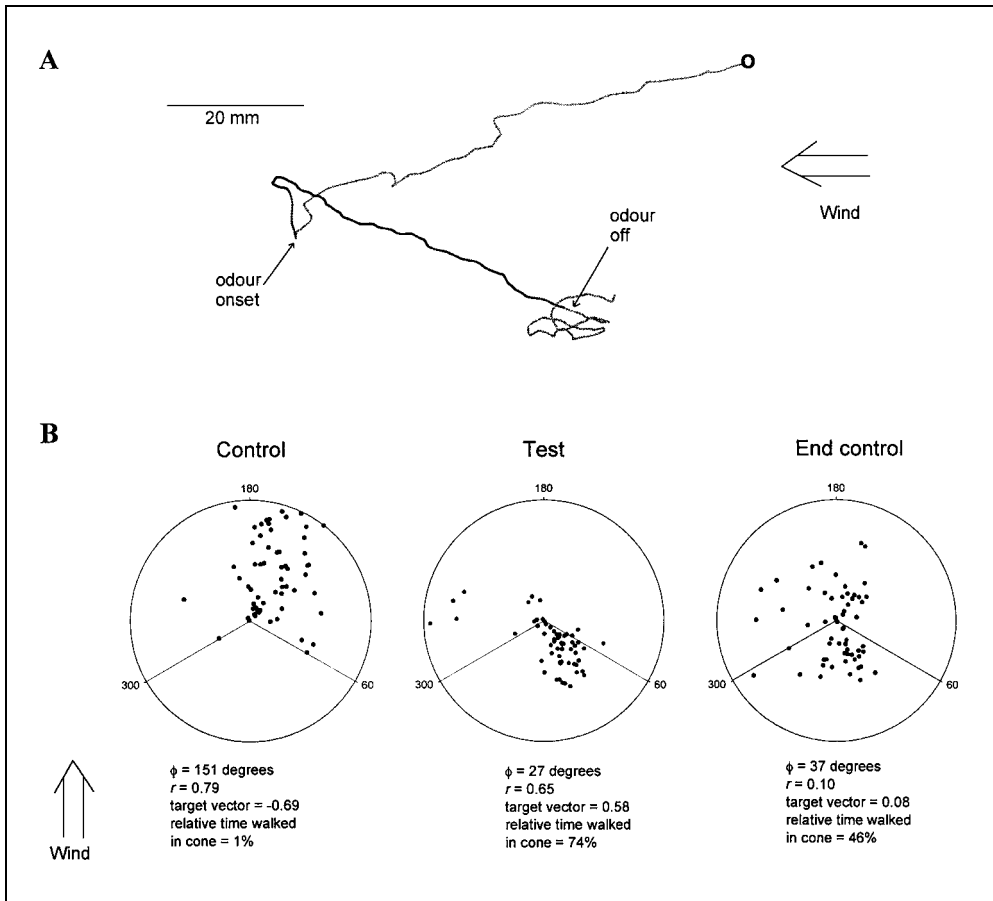 A
O
20 mm
Wind
odour
off
odour
onset
B
Control
Test
End control
180
180
180
300
60
300
60
300
60
ϕ = 151 degrees
r = 0.79
target vector = -0.69
relative time walked
in cone = 1%
ϕ = 27 degrees
r = 0.65
target vector = 0.58
relative time walked
in cone = 74%
ϕ = 37 degrees
r = 0.10
target vector = 0.08
relative time walked
in cone = 46%
Wind